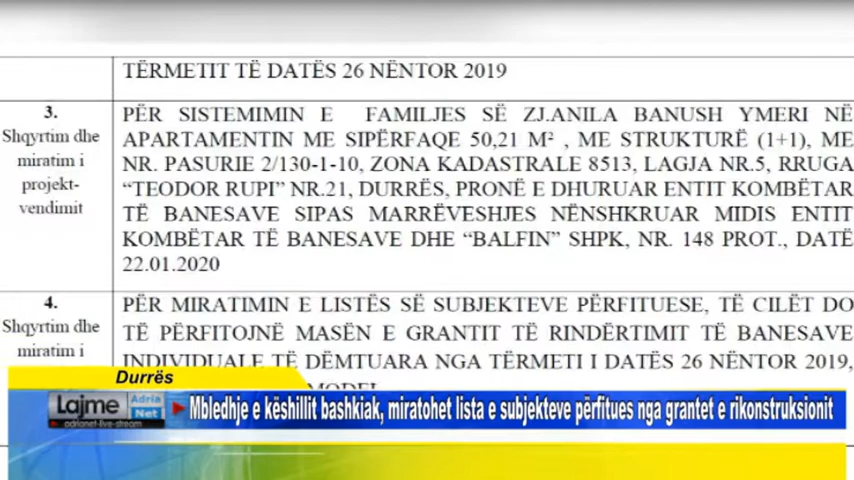 TËRMETIT TË DATËS 26 NËNTOR 2019
3.
Shqyrtim dhe
miratim i
projekt-
vendimit
PËR SISTEMIMIN E FAMILJES SË ZJ.ANILA BANUSH YMERI NË
APARTAMENTIN ME SIPËRFAQE 50,21 M² , ME STRUKTURË (1+1), ME
NR. PASURIE 2/130-1-10, ZONA KADASTRALE 8513, LAGJA NR.5, RRUGA
“TEODOR RUPI” NR.21, DURRËS, PRONË E DHURUAR ENTIT KOMBËTAR
TË BANESAVE SIPAS MARRËVESHJES NËNSHKRUAR MIDIS ENTIT
KOMBËTAR TË BANESAVE DHE “BALFIN” SHPK, NR. 148 PROT., DATË
22.01.2020
4.
Shqyrtim dhe
miratim i
PËR MIRATIMIN E LISTËS SË SUBJEKTEVE PËRFITUESE, TË CILËT DO
TË PËRFITOJNË MASËN E GRANTIT TË RINDËRTIMIT TË BANESAVE
INDIVIDUALE TË DËMTUARA NGA TËRMETI I DATËS 26 NËNTOR 2019,
Durrës
Lajme Adria Net
adrianet-live-stream
Mbledhje e këshillit bashkiak, miratohet lista e subjekteve përfitues nga grantet e rikonstruksionit